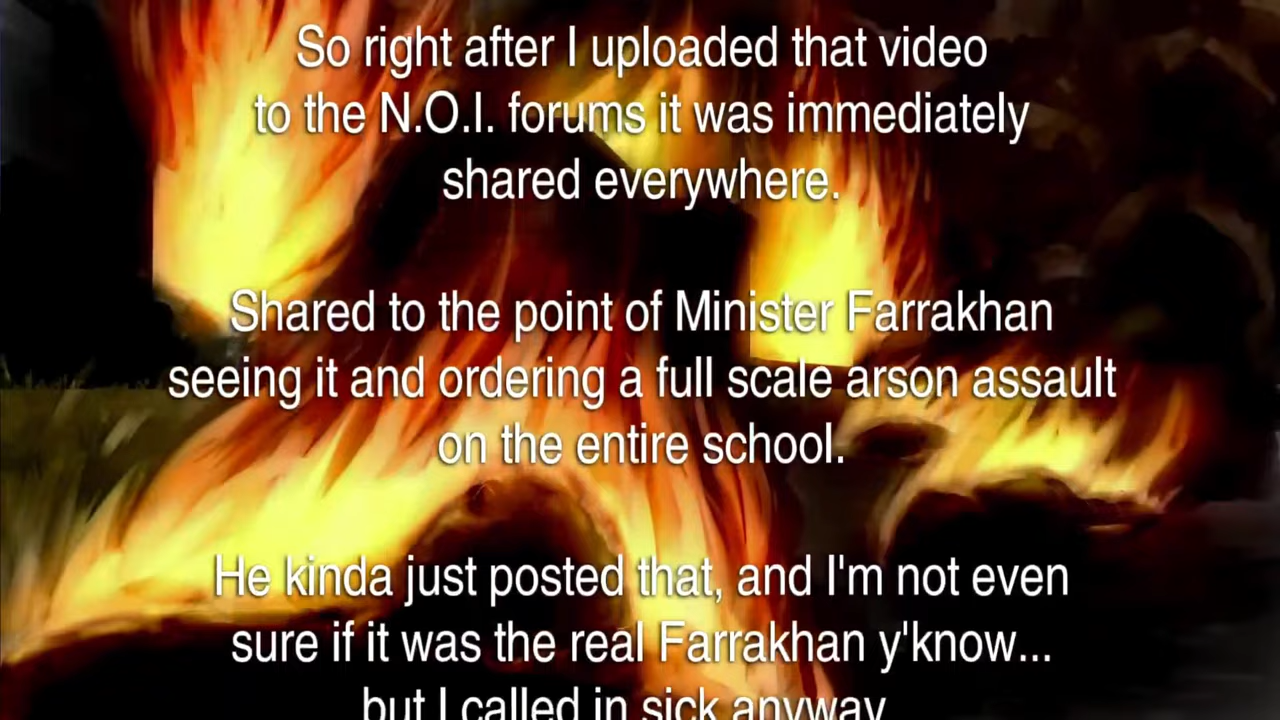 So right after I uploaded that video
to the N.O.I. forums it was immediately
shared everywhere.
Shared to the point of Minister Farrakhan
seeing it and ordering a full scale arson assault
on the entire school.
He kinda just posted that, and I'm not even
sure if it was the real Farrakhan y'know...
but I called in sick anyway